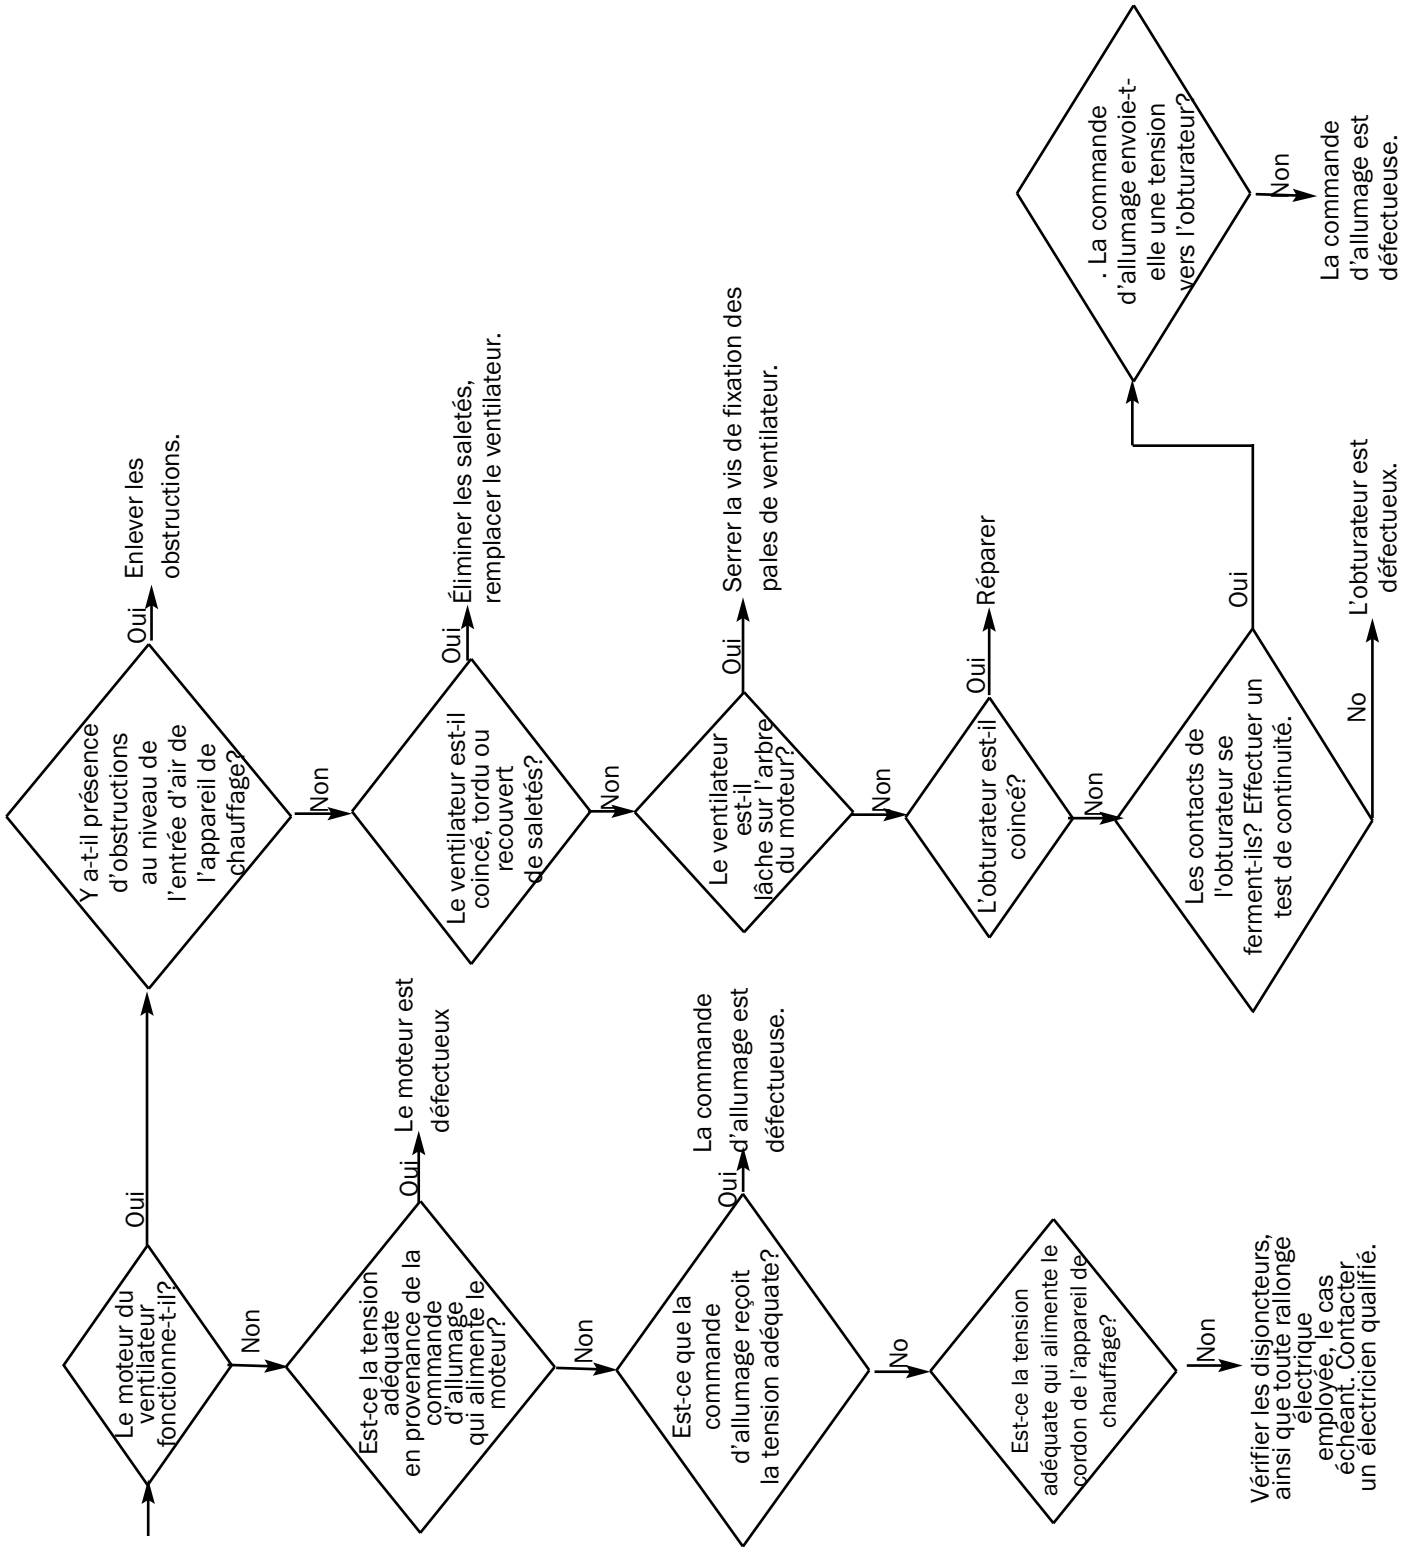 Le moteur du
ventilateur
fonctionne-t-il?
Oui
Non
Y a-t-il présence
d'obstructions
au niveau de
l'entrée d'air de
l'appareil de
chauffage?
Oui
Enlever les
obstructions.
Non
Est-ce la tension
adéquate
en provenance de la
commande
d'allumage
qui alimente le
moteur?
Oui
Le moteur est
défectueux
Non
Le ventilateur est-il
coincé, tordu ou
recouvert
de saletés?
Oui
Éliminer les saletés,
remplacer le ventilateur.
Non
Est-ce que la
commande
d'allumage reçoit
la tension adéquate?
Oui
La commande
d'allumage est
défectueuse.
No
Le ventilateur
est-il
lâche sur l'arbre
du moteur?
Oui
Serrer la vis de fixation des
pales de ventilateur.
Non
Est-ce la tension
adéquate qui alimente le
cordon de l'appareil de
chauffage?
Non
Vérifier les disjoncteurs,
ainsi que toute rallonge
électrique
employée, le cas
échéant. Contacter
un électricien qualifié.
L'obturateur est-il
coincé?
Oui
Réparer
Non
Les contacts de
l'obturateur se
ferment-ils? Effectuer un
test de continuité.
Oui
No
L'obturateur est
défectueux.
. La commande
d'allumage envoie-t-
elle une tension
vers l'obturateur?
Non
La commande
d'allumage est
défectueuse.